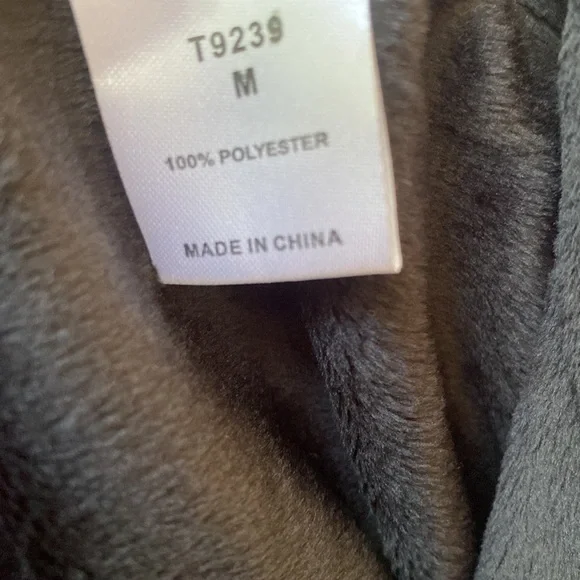 T9239
M
100% POLYESTER
MADE IN CHINA